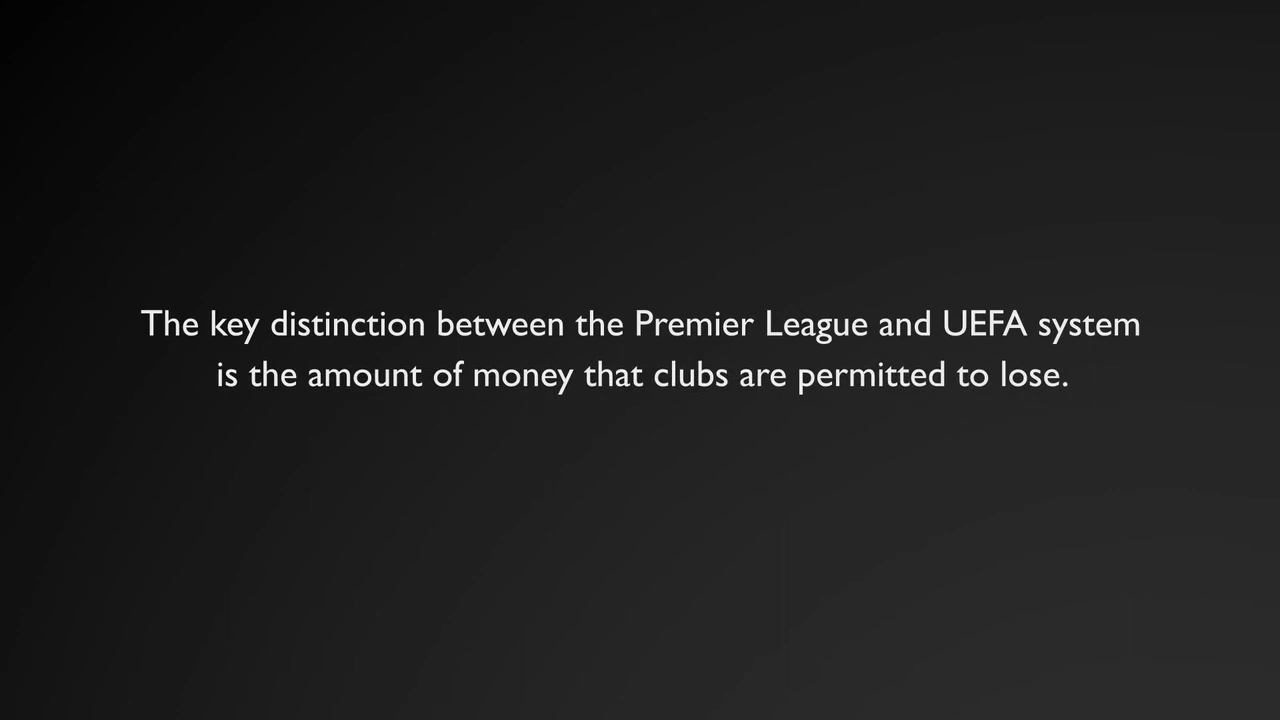 The key distinction between the Premier League and UEFA system
is the amount of money that clubs are permitted to lose.